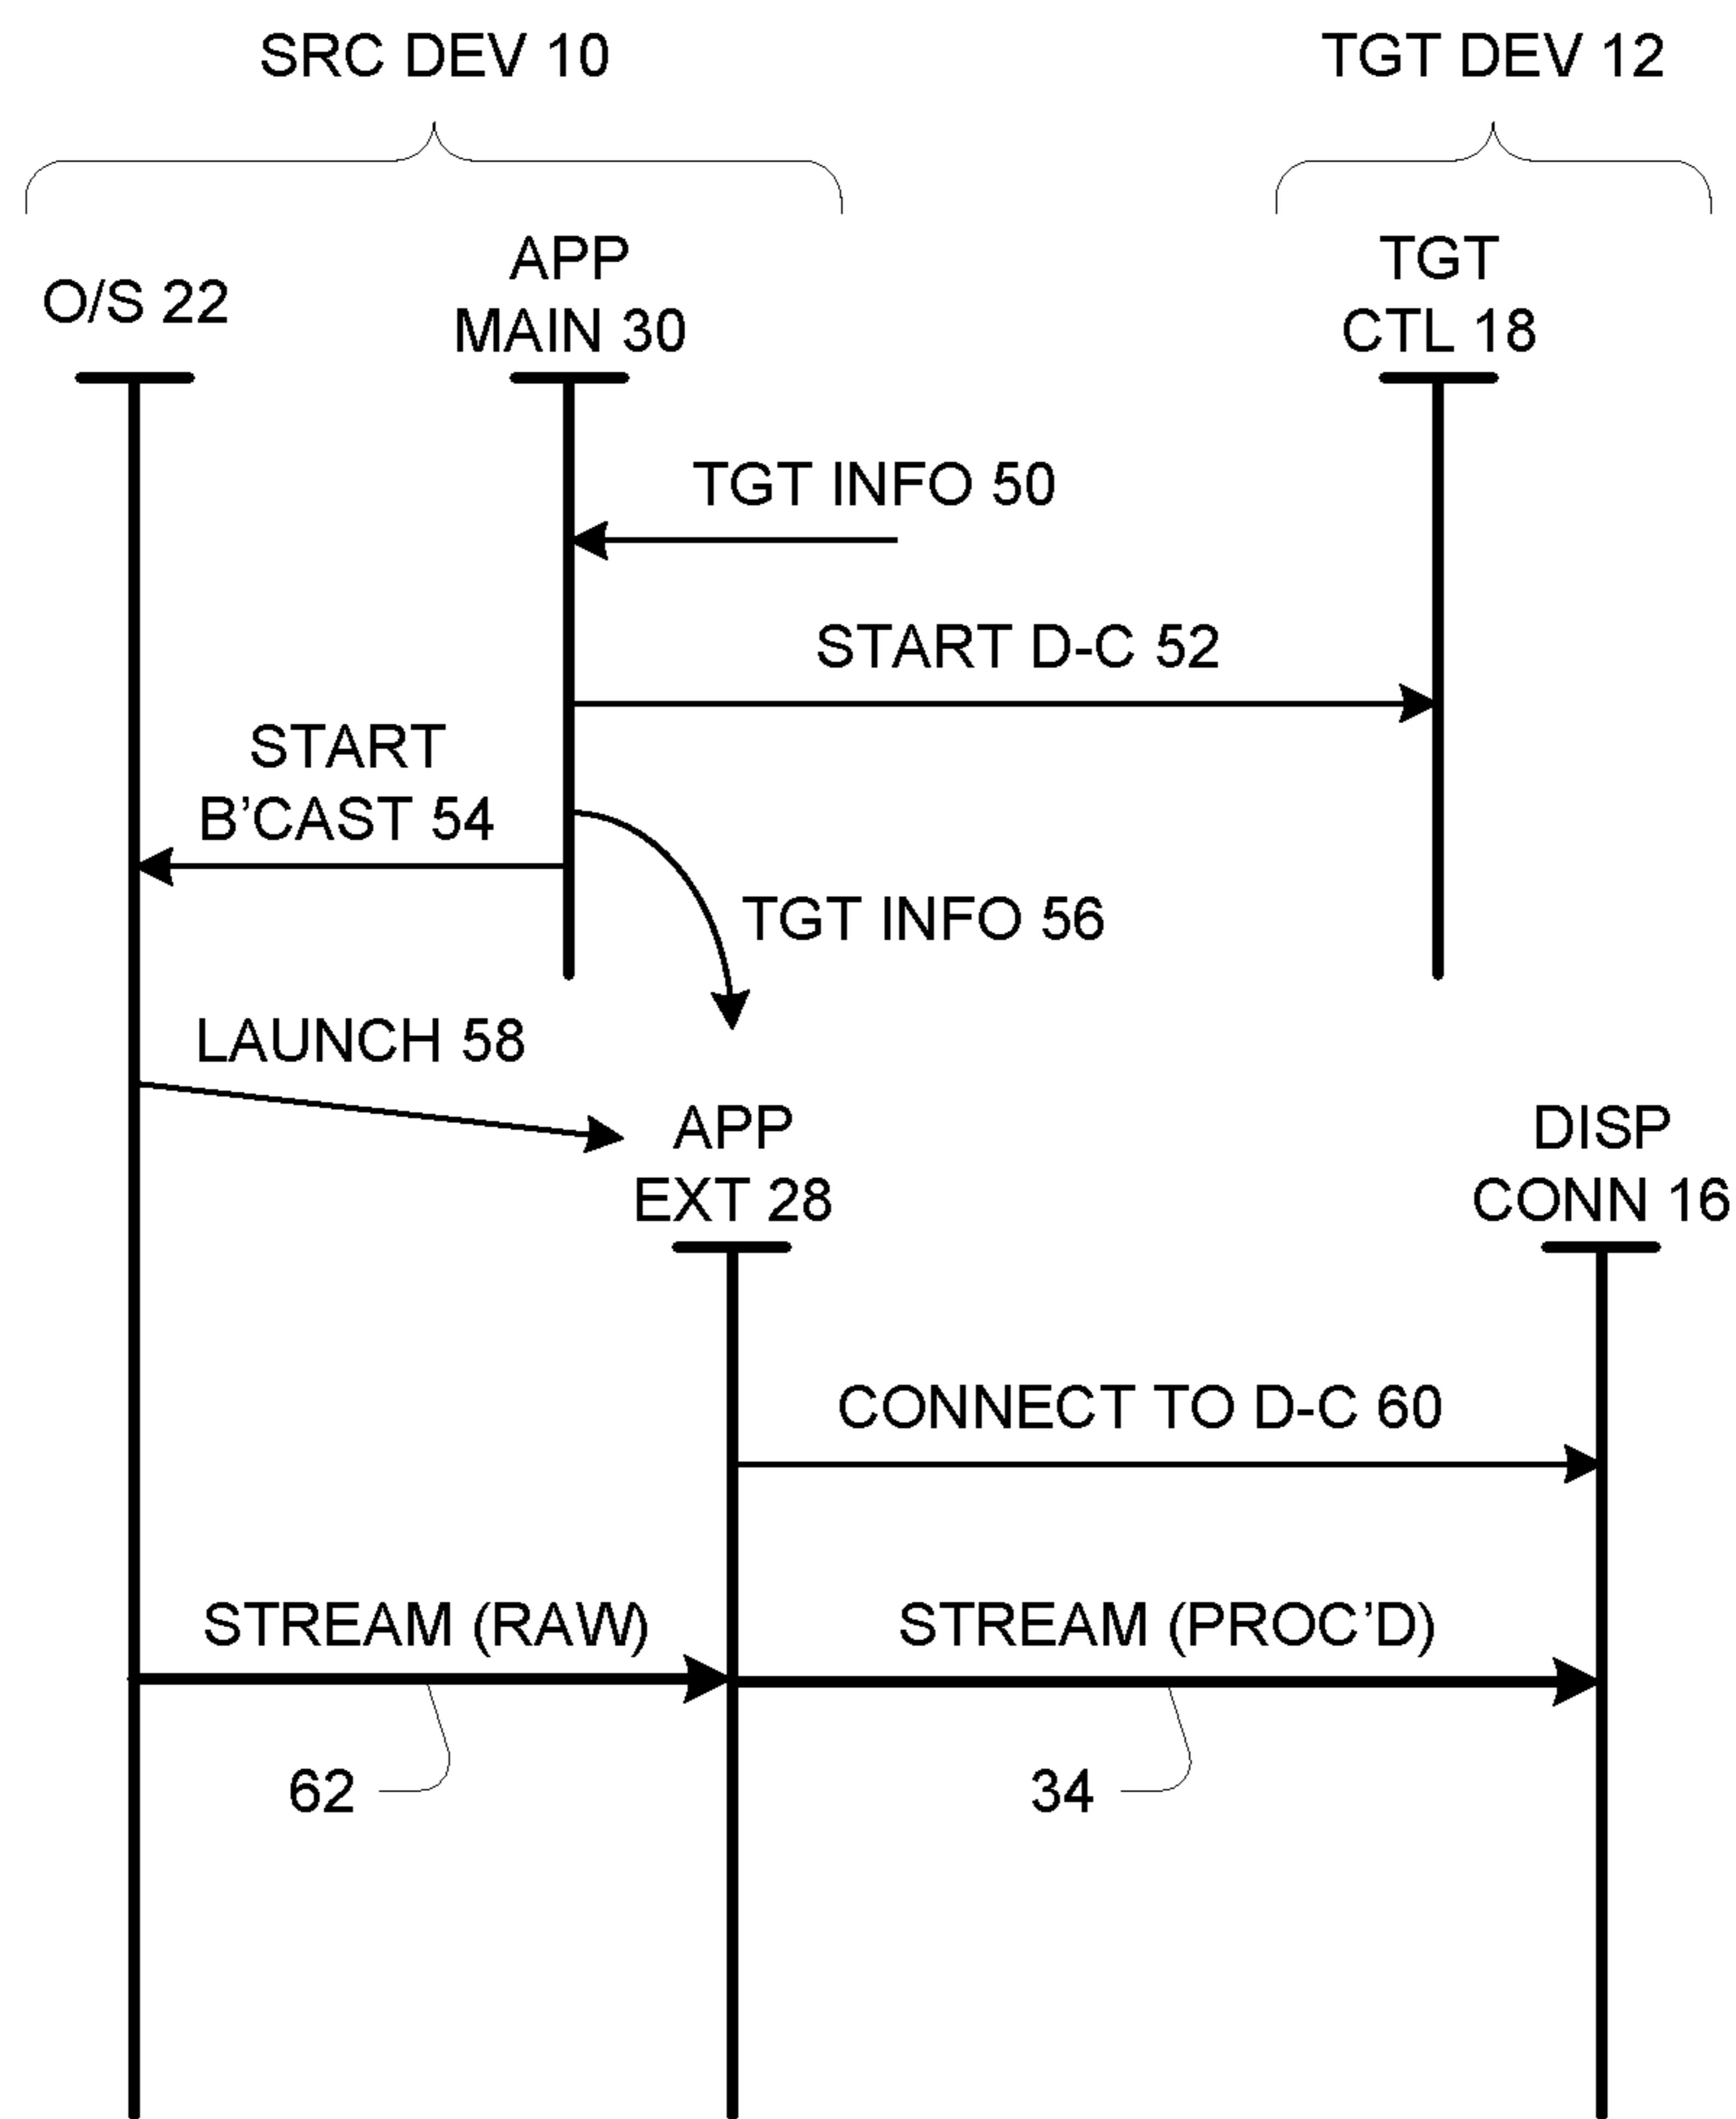 SRC DEV 10
TGT DEV 12
O/S 22
APP
MAIN 30
TGT
CTL 18
TGT INFO 50
START D-C 52
START
B'CAST 54
TGT INFO 56
LAUNCH 58
APP
EXT 28
DISP
CONN 16
CONNECT TO D-C 60
STREAM (RAW)
STREAM (PROC'D)
62
34